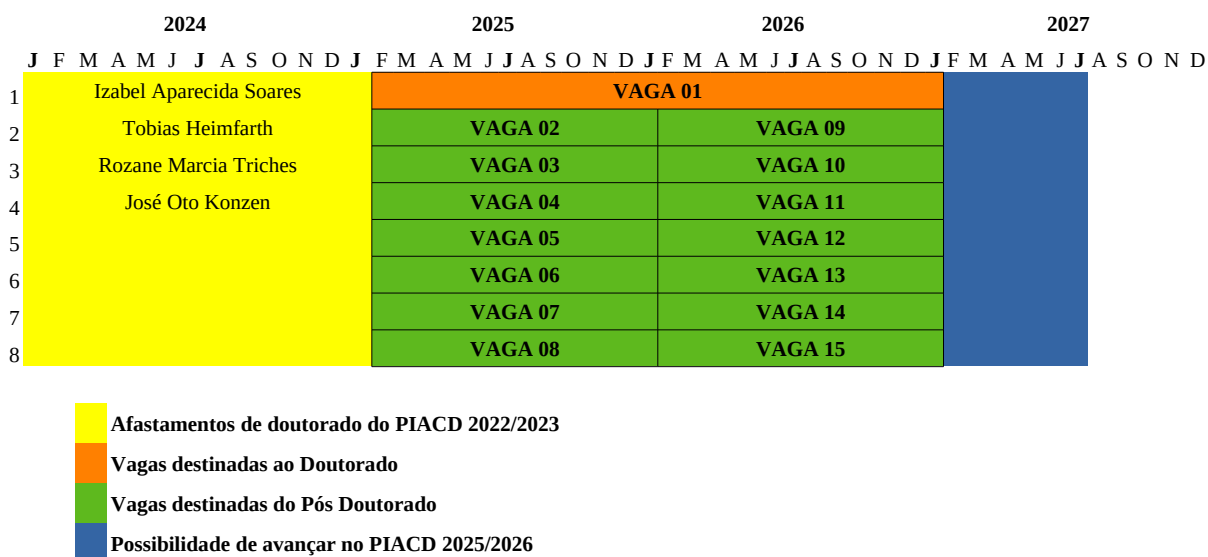 2024 2025 2026 2027
J F M A M J J A S O N D J F M A M J J A S O N D J F M A M J J A S O N D J F M A M J J A S O N D
1 Izabel Aparecida Soares VAGA 01
2 Tobias Heimfarth VAGA 02 VAGA 09
3 Rozane Marcia Triches VAGA 03 VAGA 10
4 José Oto Konzen VAGA 04 VAGA 11
5 VAGA 05 VAGA 12
6 VAGA 06 VAGA 13
7 VAGA 07 VAGA 14
8 VAGA 08 VAGA 15
Afastamentos de doutorado do PIACD 2022/2023
Vagas destinadas ao Doutorado
Vagas destinadas do Pós Doutorado
Possibilidade de avançar no PIACD 2025/2026